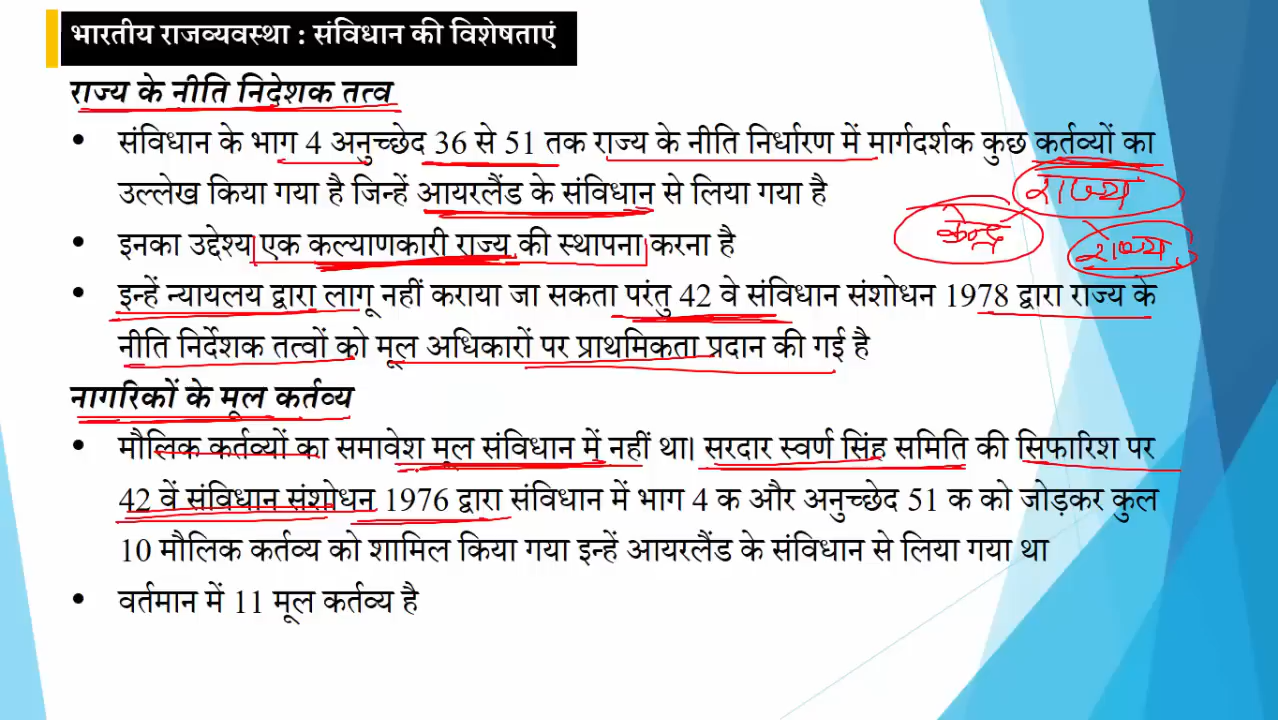 भारतीय राजव्यवस्था : संविधान की विशेषताएं
राज्य के नीति निदेशक तत्व
• संविधान के भाग 4 अनुच्छेद 36 से 51 तक राज्य के नीति निर्धारण में मार्गदर्शक कुछ कर्तव्यों का
उल्लेख किया गया है जिन्हें आयरलैंड के संविधान से लिया गया है
राज्य
केन्द्र
राज्य
• इनका उद्देश्य एक कल्याणकारी राज्य की स्थापना करना है
• इन्हें न्यायलय द्वारा लागू नहीं कराया जा सकता परंतु 42 वे संविधान संशोधन 1978 द्वारा राज्य के
नीति निर्देशक तत्वों को मूल अधिकारों पर प्राथमिकता प्रदान की गई है
नागरिकों के मूल कर्तव्य
• मौलिक कर्तव्यों का समावेश मूल संविधान में नहीं था। सरदार स्वर्ण सिंह समिति की सिफारिश पर
42 वें संविधान संशोधन 1976 द्वारा संविधान में भाग 4 क और अनुच्छेद 51 क को जोड़कर कुल
10 मौलिक कर्तव्य को शामिल किया गया इन्हें आयरलैंड के संविधान से लिया गया था
• वर्तमान में 11 मूल कर्तव्य है